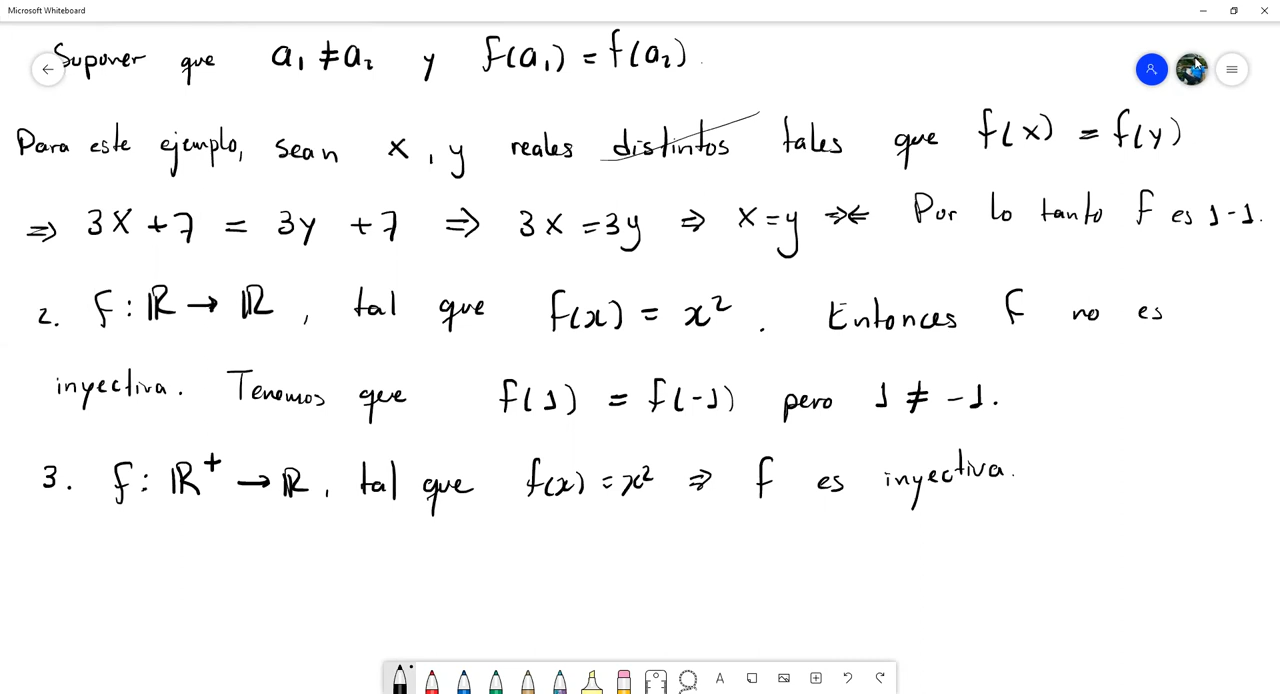 Microsoft Whiteboard
Suponer que a₁ ≠ a₂ y f(a₁) = f(a₂).
Para este ejemplo, sean x, y reales distintos tales que f(x) = f(y)
⇒ 3x + 7 = 3y + 7 ⇒ 3x = 3y ⇒ x = y ⇒⇐ Por lo tanto f es 1-1.
2. f: ℝ → ℝ, tal que f(x) = x². Entonces f no es
inyectiva. Tenemos que f(1) = f(-1) pero 1 ≠ -1.
3. f: ℝ⁺ → ℝ, tal que f(x) = x² ⇒ f es inyectiva.
A